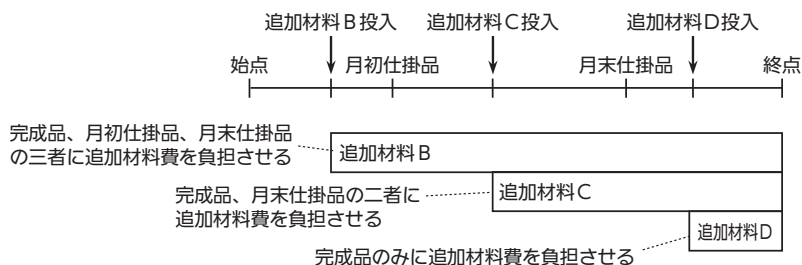 追加材料B投入
追加材料C投入
追加材料D投入
始点
月初仕掛品
月末仕掛品
終点
完成品、月初仕掛品、月末仕掛品
の三者に追加材料費を負担させる
追加材料B
完成品、月末仕掛品の二者に
追加材料費を負担させる
追加材料C
追加材料D
完成品のみに追加材料費を負担させる